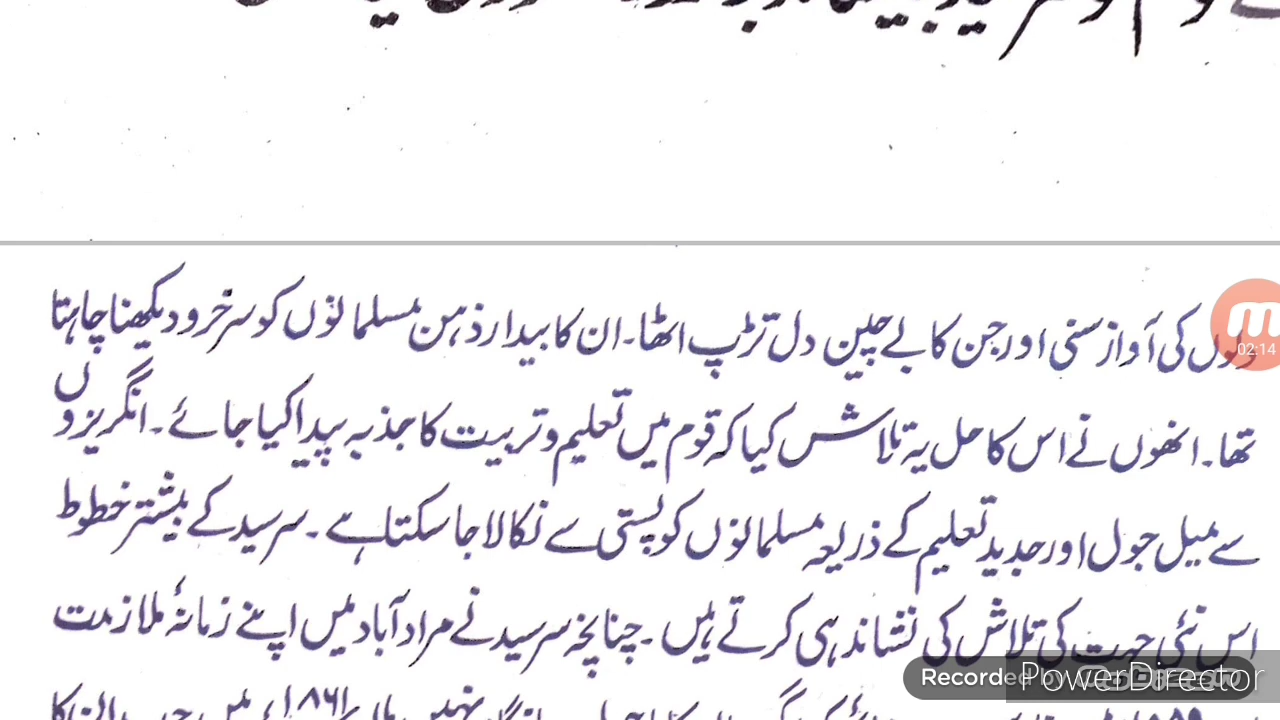 دلوں کی آواز سنی اور جن کا بے چین دل تڑپ اٹھا۔ ان کا بیدار ذہن مسلمانوں کو سرخرو دیکھنا چاہتا
تھا۔ انھوں نے اس کا حل یہ تلاش کیا کہ قوم میں تعلیم و تربیت کا جذبہ پیدا کیا جائے۔ انگریزوں
سے میل جول اور جدید تعلیم کے ذریعہ مسلمانوں کو پستی سے نکالا جا سکتا ہے۔ سرسید کے بیشتر خطوط
اس نئی جہت کی تلاش کی نشاندہی کرتے ہیں۔ چنانچہ سرسید نے مرادآباد میں اپنے زمانۂ ملازمت
02:14
Recorded by
PowerDirector